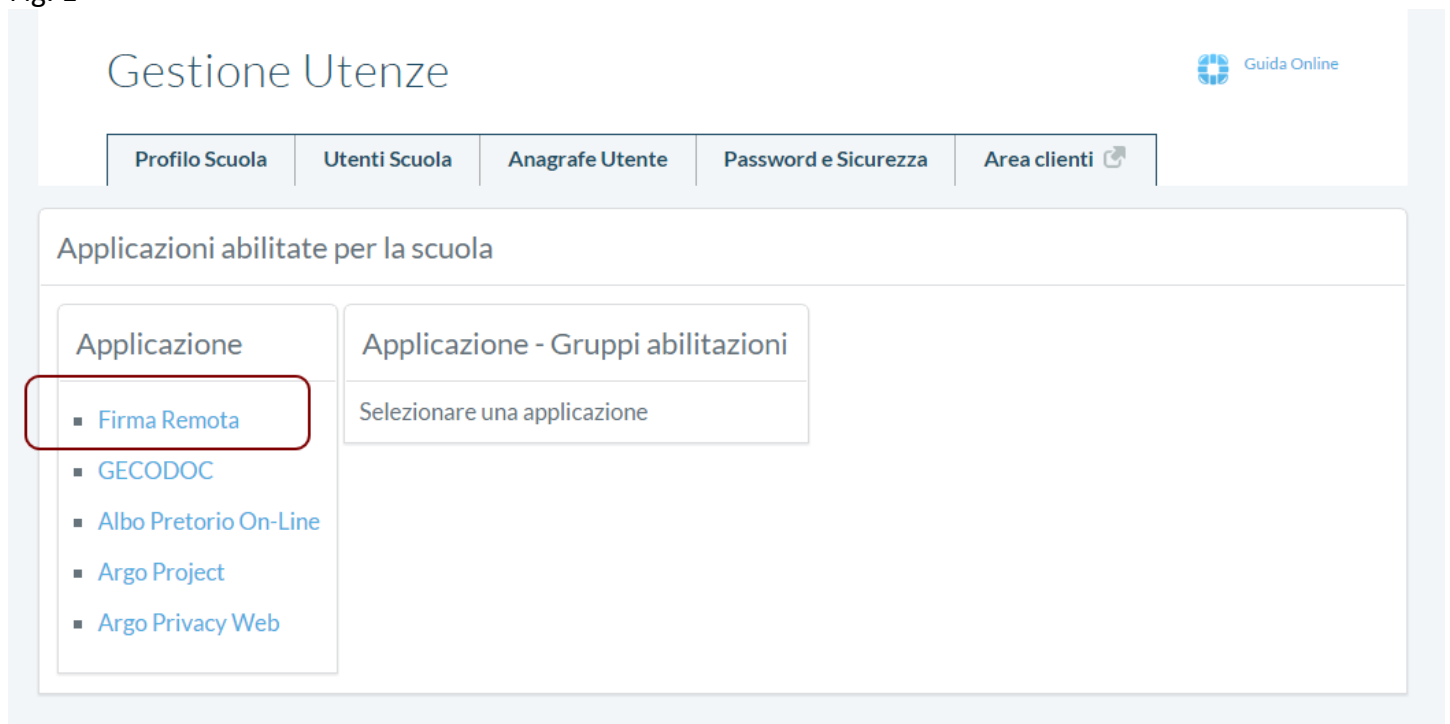 Gestione Utenze
Guida Online
Profilo Scuola
Utenti Scuola
Anagrafe Utente
Password e Sicurezza
Area clienti
Applicazioni abilitate per la scuola
Applicazione
Firma Remota
GECODOC
Albo Pretorio On-Line
Argo Project
Argo Privacy Web
Applicazione - Gruppi abilitazioni
Selezionare una applicazione